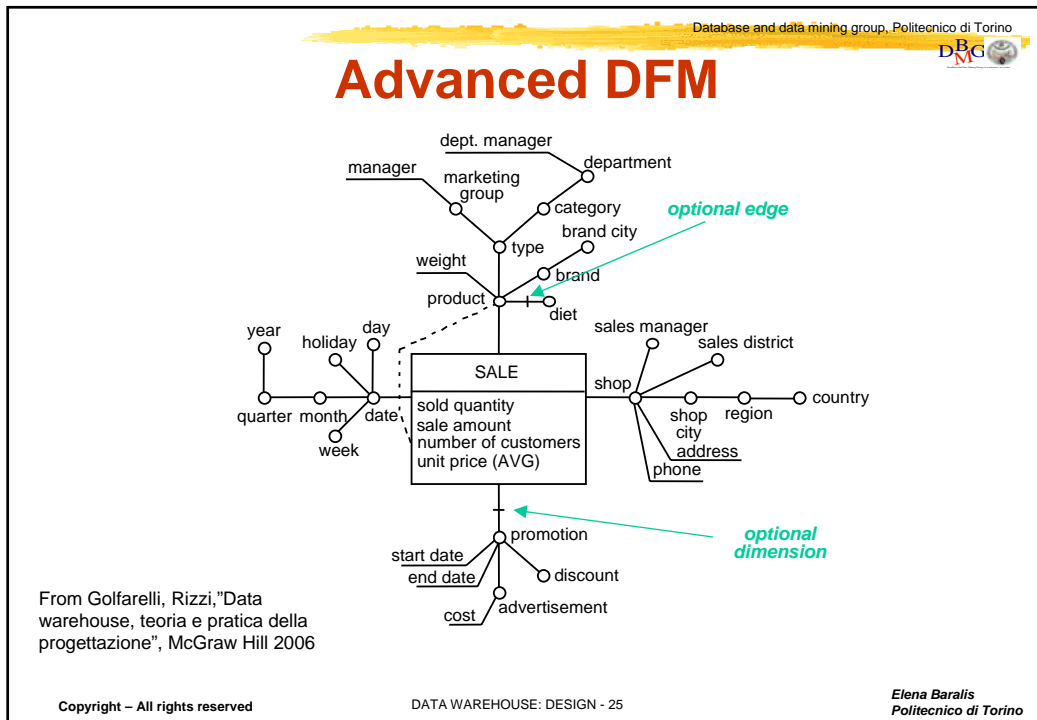 Database and data mining group, Politecnico di Torino
DBMG
Advanced DFM
dept. manager
manager
marketing
group
department
category
optional edge
type
brand city
weight
brand
product
diet
year
holiday
day
sales manager
sales district
SALE
shop
country
quarter
month
date
week
sold quantity
sale amount
number of customers
unit price (AVG)
shop
city
region
address
phone
promotion
optional
dimension
start date
end date
discount
cost
advertisement
From Golfarelli, Rizzi,”Data
warehouse, teoria e pratica della
progettazione”, McGraw Hill 2006
Copyright – All rights reserved
DATA WAREHOUSE: DESIGN - 25
Elena Baralis
Politecnico di Torino